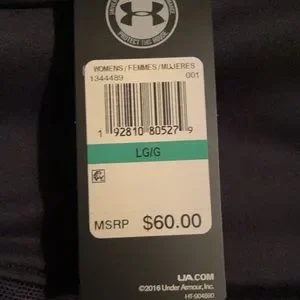 PROTECT THIS HOUSE
WOMENS/FEMMES/MUJERES
1344489 001
1 92810 80527 9
LG/G
MSRP $60.00
UA.COM
©2016 Under Armour, Inc.